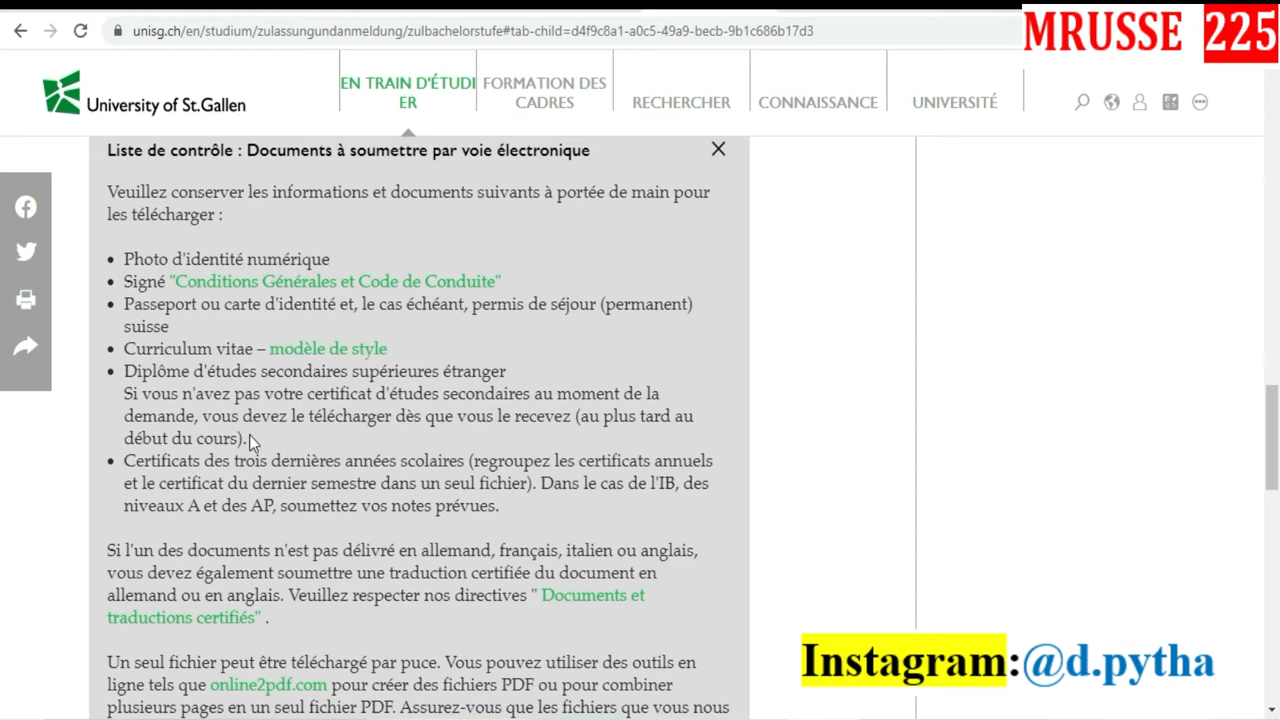 unisg.ch/en/studium/zulassungundanmeldung/zulbachelorstufe#tab-child=d4f9c8a1-a0c5-49a9-becb-9b1c686b17d3
MRUSSE 225
University of St.Gallen
EN TRAIN D'ÉTUDI
ER
FORMATION DES
CADRES
RECHERCHER
CONNAISSANCE
UNIVERSITÉ
Liste de contrôle : Documents à soumettre par voie électronique
Veuillez conserver les informations et documents suivants à portée de main pour
les télécharger :
• Photo d'identité numérique
• Signé "Conditions Générales et Code de Conduite"
• Passeport ou carte d'identité et, le cas échéant, permis de séjour (permanent)
suisse
• Curriculum vitae – modèle de style
• Diplôme d'études secondaires supérieures étranger
Si vous n'avez pas votre certificat d'études secondaires au moment de la
demande, vous devez le télécharger dès que vous le recevez (au plus tard au
début du cours).
• Certificats des trois dernières années scolaires (regroupez les certificats annuels
et le certificat du dernier semestre dans un seul fichier). Dans le cas de l'IB, des
niveaux A et des AP, soumettez vos notes prévues.
Si l'un des documents n'est pas délivré en allemand, français, italien ou anglais,
vous devez également soumettre une traduction certifiée du document en
allemand ou en anglais. Veuillez respecter nos directives " Documents et
traductions certifiés" .
Un seul fichier peut être téléchargé par puce. Vous pouvez utiliser des outils en
ligne tels que online2pdf.com pour créer des fichiers PDF ou pour combiner
plusieurs pages en un seul fichier PDF. Assurez-vous que les fichiers que vous nous
Instagram:@d.pytha